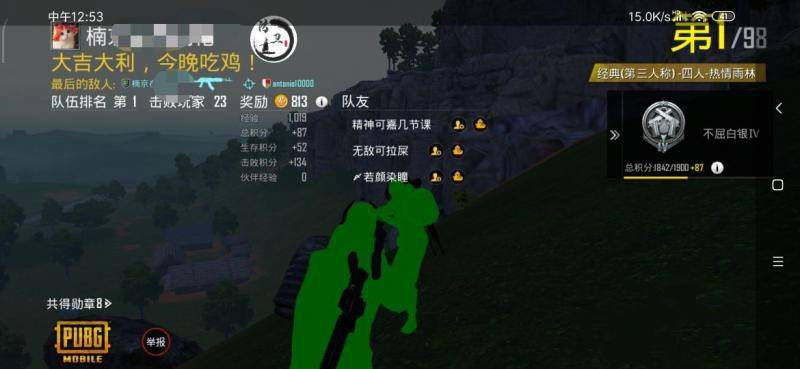 中午12:53
15.0K/s
41
楠
第1/98
大吉大利，今晚吃鸡！
最后的敌人:
antonio10000
经典(第三人称)-四人-热情雨林
队伍排名 第 1 击败玩家 23 奖励 813
队友
经验 1,019
总积分 +87
生存积分 +52
击败积分 +134
伙伴经验 0
精神可嘉几节课
无敌可拉屎
若颜染瞳
不屈白银IV
总积分:1842/1900 +87
共得勋章8
PUBG
MOBILE
举报